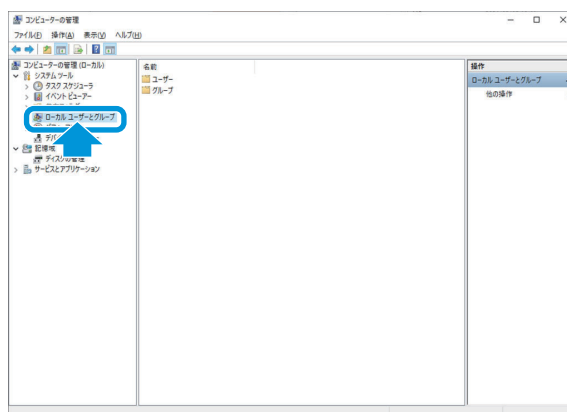 コンピューターの管理
ファイル(F) 操作(A) 表示(V) ヘルプ(H)
コンピューターの管理 (ローカル)
システム ツール
タスク スケジューラ
イベント ビューアー
ローカル ユーザーとグループ
記憶域
ディスクの管理
サービスとアプリケーション
名前
ユーザー
グループ
操作
ローカル ユーザーとグループ
他の操作